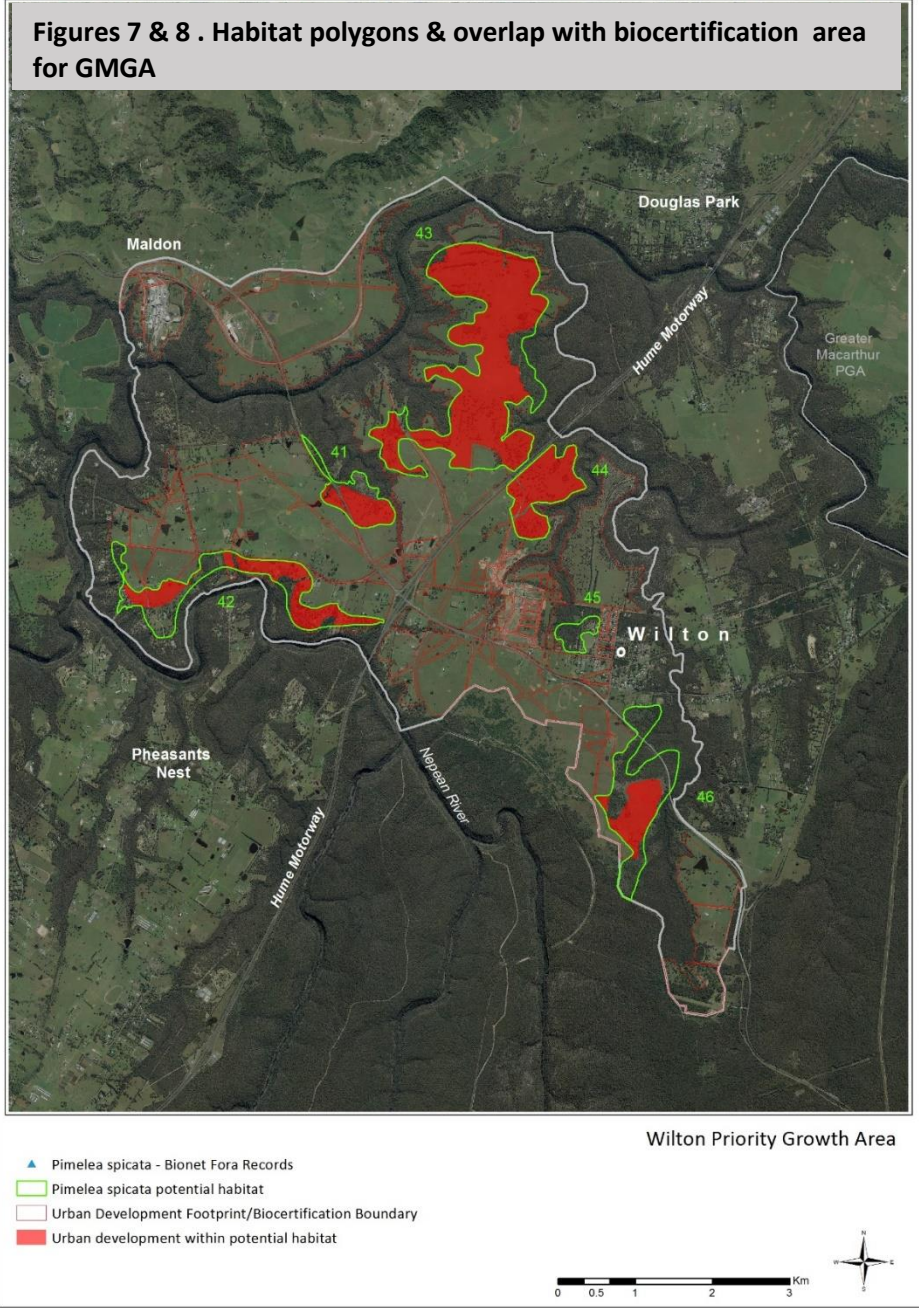 Figures 7 & 8 . Habitat polygons & overlap with biocertification area
for GMGA
Douglas Park
43
Maldon
Hume Motorway
Greater
Macarthur
PGA
41
44
42
45
Wilton
Pheasants
Nest
Nepean River
46
Hume Motorway
Wilton Priority Growth Area
Pimelea spicata - Bionet Fora Records
Pimelea spicata potential habitat
Urban Development Footprint/Biocertification Boundary
Urban development within potential habitat
N
W E
S
Km
0 0.5 1 2 3